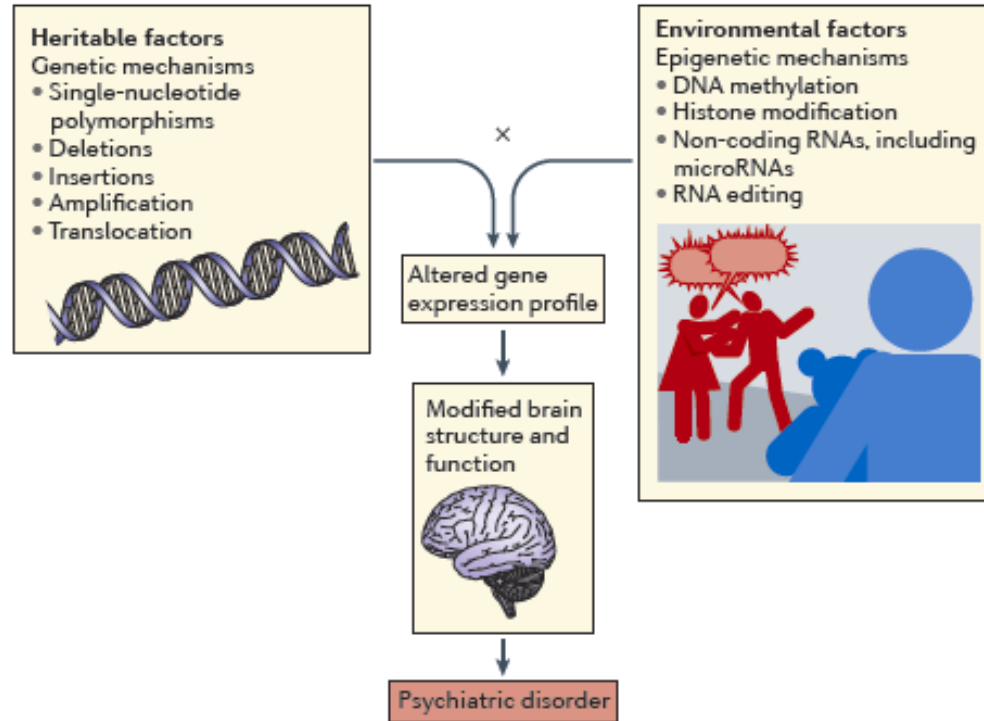 Heritable factors
Genetic mechanisms
• Single-nucleotide
polymorphisms
• Deletions
• Insertions
• Amplification
• Translocation
×
Environmental factors
Epigenetic mechanisms
• DNA methylation
• Histone modification
• Non-coding RNAs, including
microRNAs
• RNA editing
Altered gene
expression profile
Modified brain
structure and
function
Psychiatric disorder